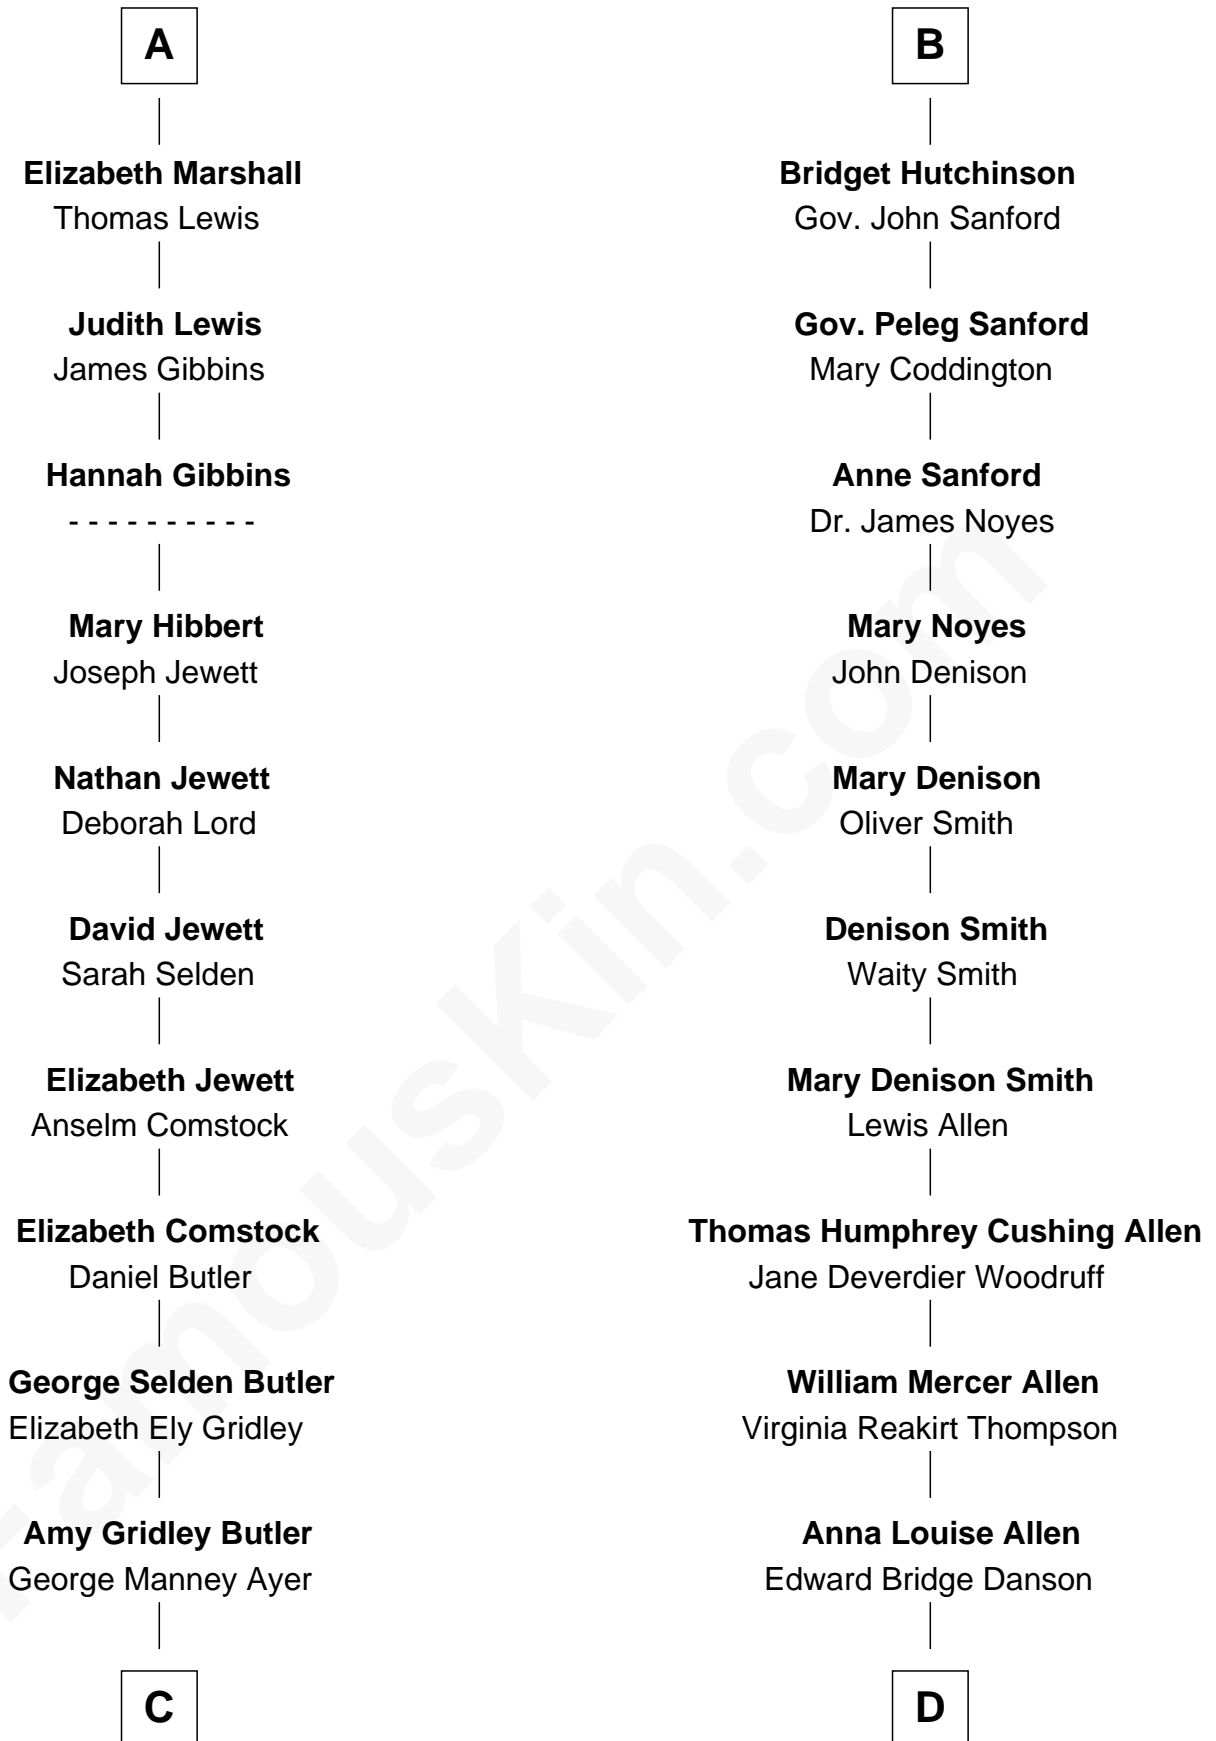 A
Elizabeth Marshall
Thomas Lewis
Judith Lewis
James Gibbins
Hannah Gibbins
- - - - - - - - - -
Mary Hibbert
Joseph Jewett
Nathan Jewett
Deborah Lord
David Jewett
Sarah Selden
Elizabeth Jewett
Anselm Comstock
Elizabeth Comstock
Daniel Butler
George Selden Butler
Elizabeth Ely Gridley
Amy Gridley Butler
George Manney Ayer
C
B
Bridget Hutchinson
Gov. John Sanford
Gov. Peleg Sanford
Mary Coddington
Anne Sanford
Dr. James Noyes
Mary Noyes
John Denison
Mary Denison
Oliver Smith
Denison Smith
Waity Smith
Mary Denison Smith
Lewis Allen
Thomas Humphrey Cushing Allen
Jane Deverdier Woodruff
William Mercer Allen
Virginia Reakirt Thompson
Anna Louise Allen
Edward Bridge Danson
D
FamousKin.com